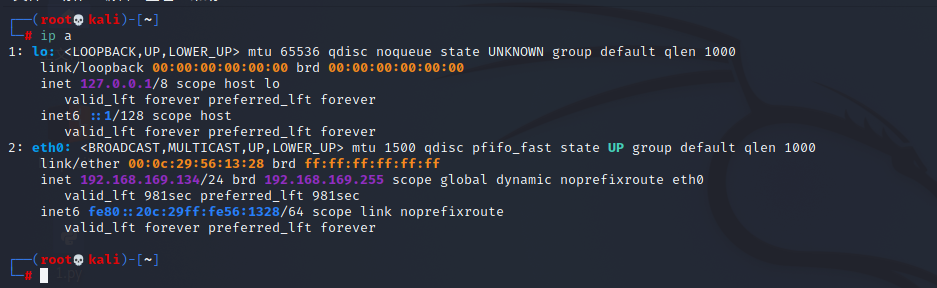 ┌──(root💀kali)-[~]
└─# ip a
1: lo: <LOOPBACK,UP,LOWER_UP> mtu 65536 qdisc noqueue state UNKNOWN group default qlen 1000
    link/loopback 00:00:00:00:00:00 brd 00:00:00:00:00:00
    inet 127.0.0.1/8 scope host lo
       valid_lft forever preferred_lft forever
    inet6 ::1/128 scope host
       valid_lft forever preferred_lft forever
2: eth0: <BROADCAST,MULTICAST,UP,LOWER_UP> mtu 1500 qdisc pfifo_fast state UP group default qlen 1000
    link/ether 00:0c:29:56:13:28 brd ff:ff:ff:ff:ff:ff
    inet 192.168.169.134/24 brd 192.168.169.255 scope global dynamic noprefixroute eth0
       valid_lft 981sec preferred_lft 981sec
    inet6 fe80::20c:29ff:fe56:1328/64 scope link noprefixroute
       valid_lft forever preferred_lft forever
┌──(root💀kali)-[~]
└─#